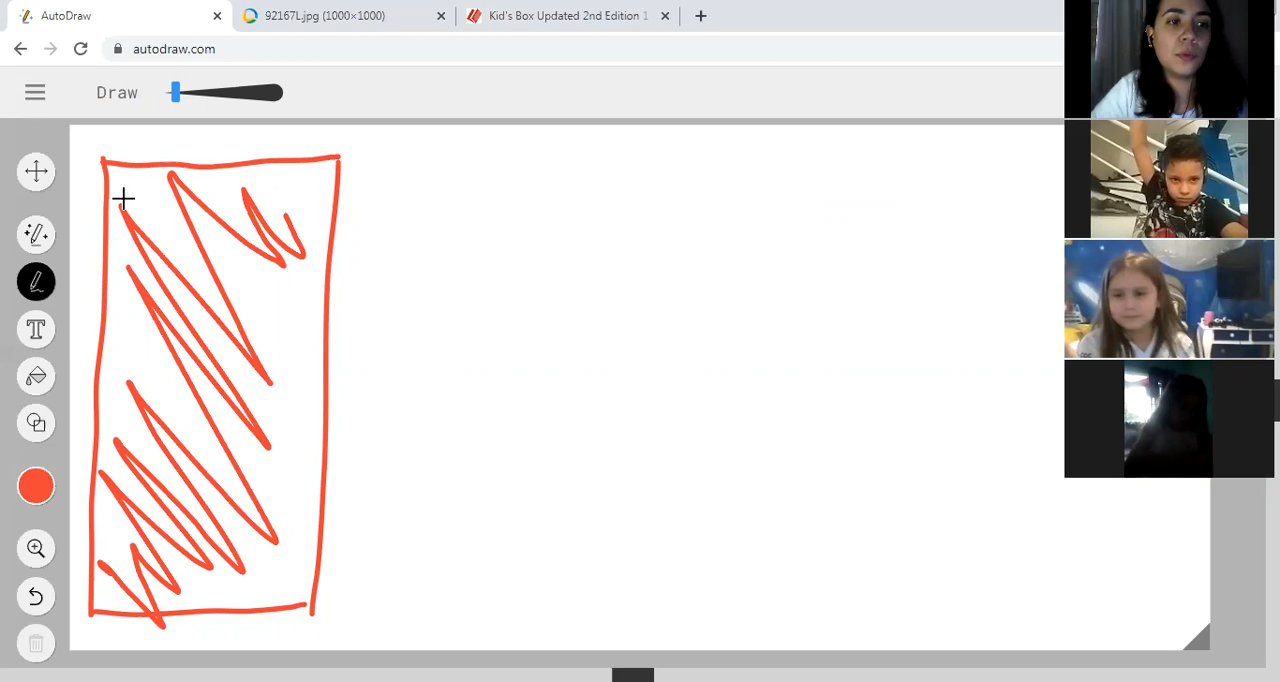 AutoDraw
92167L.jpg (1000×1000)
Kid's Box Updated 2nd Edition 1
autodraw.com
Draw
T